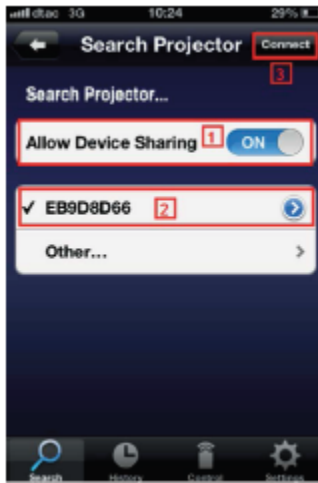 dtac 3G 10:24 29%
Search Projector Connect
3
Search Projector...
Allow Device Sharing 1 ON
✓ EB9D8D66 2
Other...
Search History Control Settings